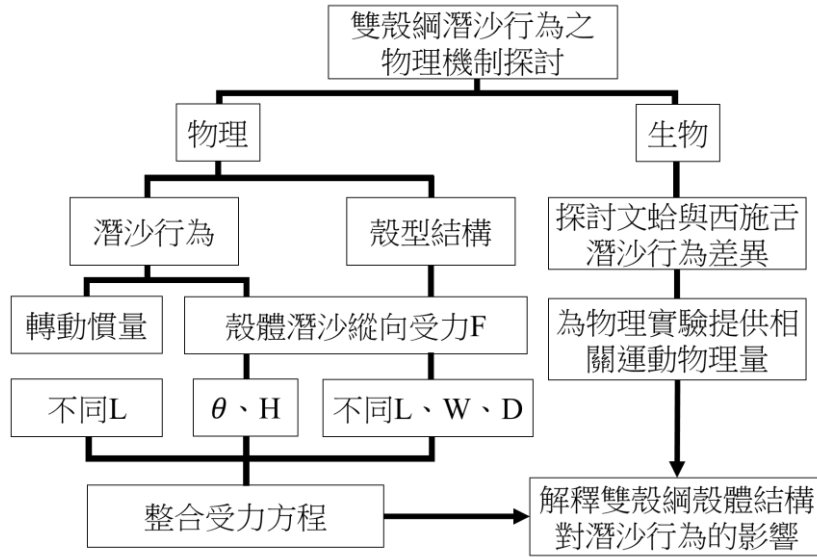 雙殼綱潛沙行為之
物理機制探討
物理
生物
潛沙行為
殼型結構
探討文蛤與西施舌
潛沙行為差異
轉動慣量
殼體潛沙縱向受力F
為物理實驗提供相
關運動物理量
不同L
θ、H
不同L、W、D
整合受力方程
解釋雙殼綱殼體結構
對潛沙行為的影響